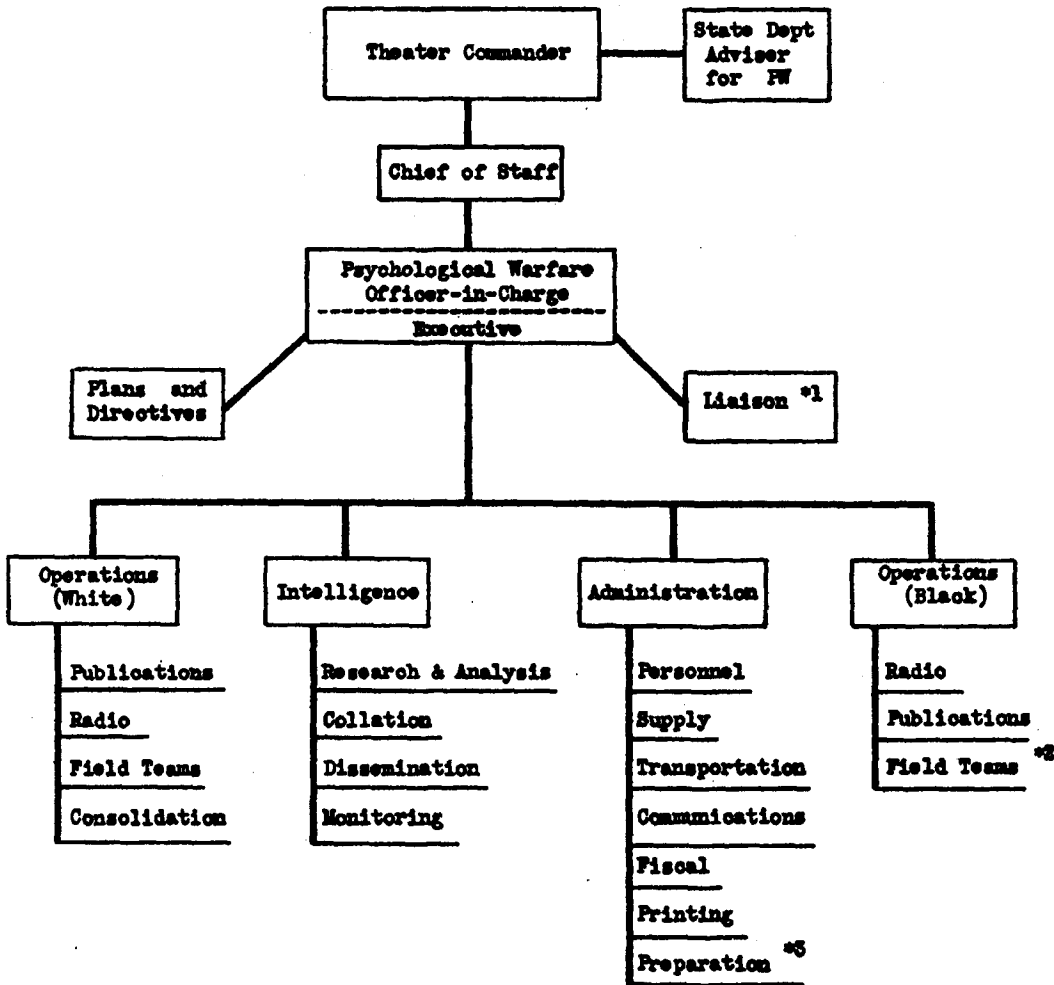 Theater Commander
State Dept
Adviser
for PW
Chief of Staff
Psychological Warfare
Officer-in-Charge
Executive
Plans and
Directives
Liaison *1
Operations
(White)
Publications
Radio
Field Teams
Consolidation
Intelligence
Research & Analysis
Collation
Dissemination
Monitoring
Administration
Personnel
Supply
Transportation
Communications
Fiscal
Printing
Preparation *3
Operations
(Black)
Radio
Publications
Field Teams *2